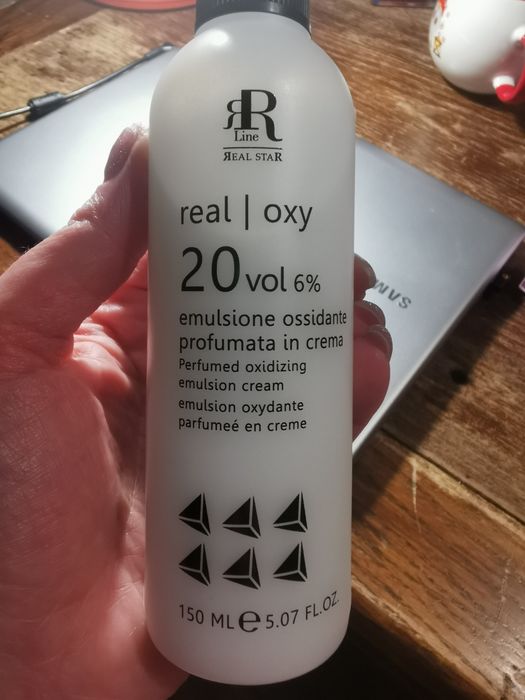 RR
Line
REAL STAR
real | oxy
20 vol 6%
emulsione ossidante
profumata in crema
Perfumed oxidizing
emulsion cream
emulsion oxydante
parfumeé en creme
150 ML e 5.07 FL.OZ.
SAMSUNG